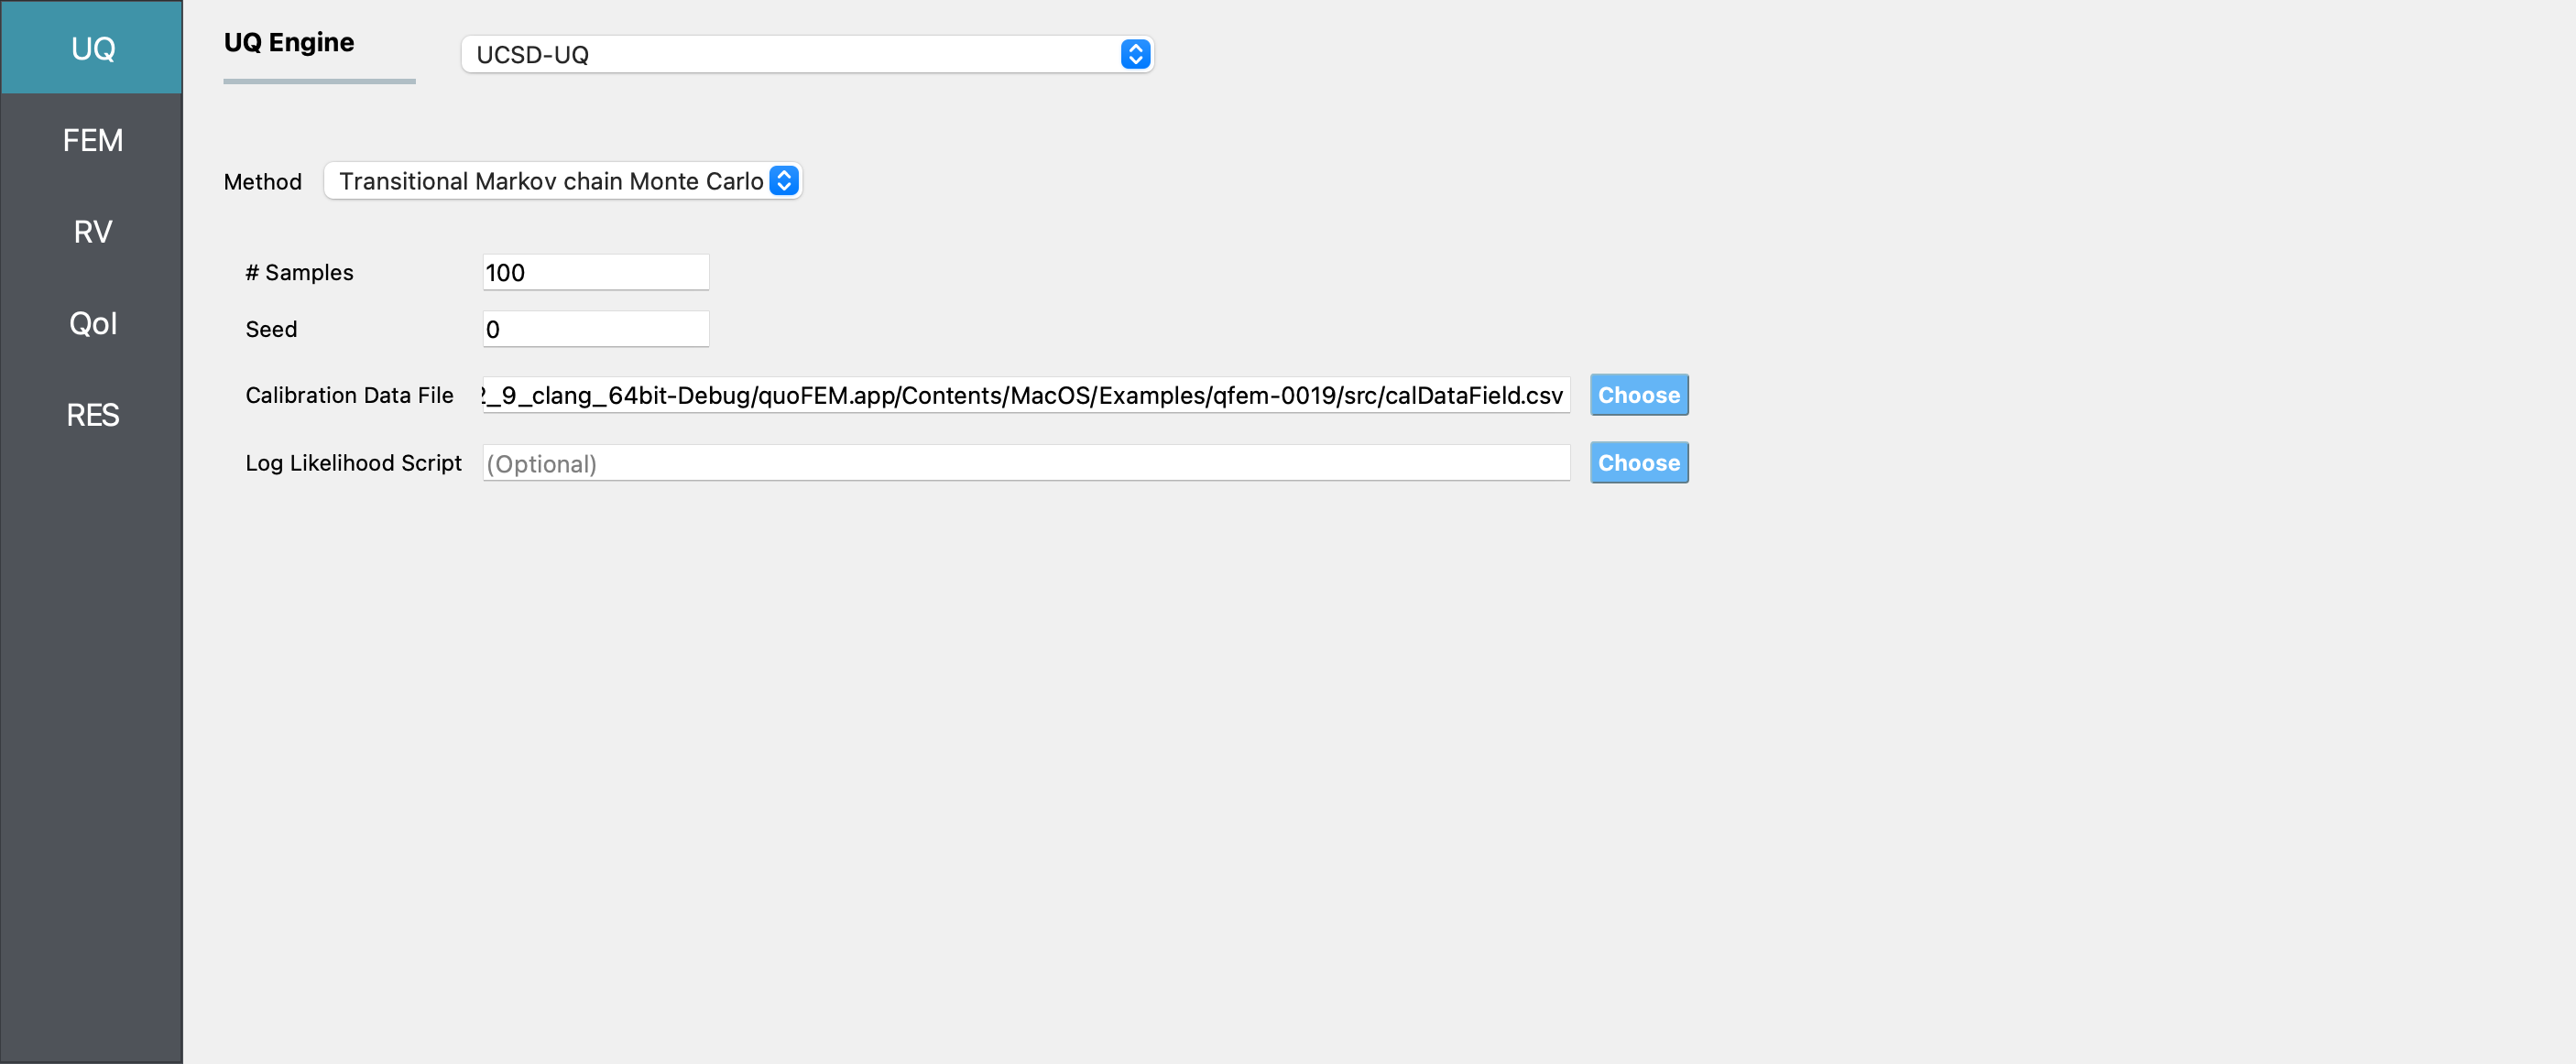 UQ
FEM
RV
QoI
RES
UQ Engine
UCSD-UQ
Method
Transitional Markov chain Monte Carlo
# Samples
100
Seed
0
Calibration Data File
_9_clang_64bit-Debug/quoFEM.app/Contents/MacOS/Examples/qfem-0019/src/calDataField.csv
Choose
Log Likelihood Script
(Optional)
Choose